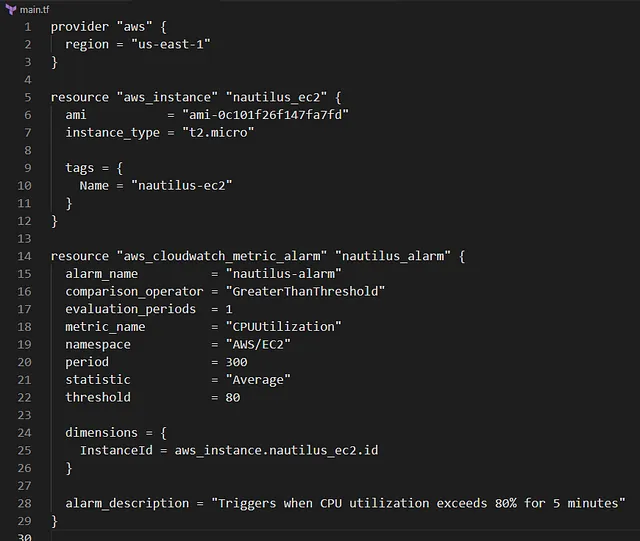 main.tf
1 provider "aws" {
2   region = "us-east-1"
3 }
4
5 resource "aws_instance" "nautilus_ec2" {
6   ami           = "ami-0c101f26f147fa7fd"
7   instance_type = "t2.micro"
8
9   tags = {
10     Name = "nautilus-ec2"
11   }
12 }
13
14 resource "aws_cloudwatch_metric_alarm" "nautilus_alarm" {
15   alarm_name          = "nautilus-alarm"
16   comparison_operator = "GreaterThanThreshold"
17   evaluation_periods  = 1
18   metric_name         = "CPUUtilization"
19   namespace           = "AWS/EC2"
20   period              = 300
21   statistic           = "Average"
22   threshold           = 80
23
24   dimensions = {
25     InstanceId = aws_instance.nautilus_ec2.id
26   }
27
28   alarm_description = "Triggers when CPU utilization exceeds 80% for 5 minutes"
29 }
30